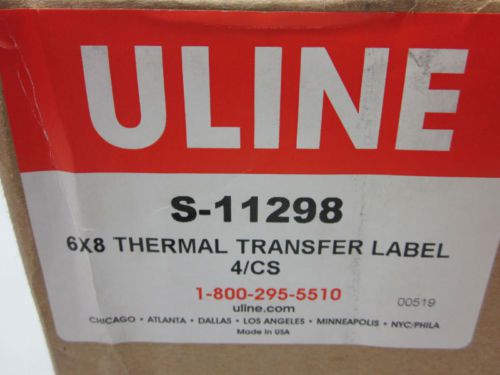 ULINE
S-11298
6X8 THERMAL TRANSFER LABEL
4/CS
1-800-295-5510
uline.com
00519
CHICAGO • ATLANTA • DALLAS • LOS ANGELES • MINNEAPOLIS • NYC/PHILA
Made in USA